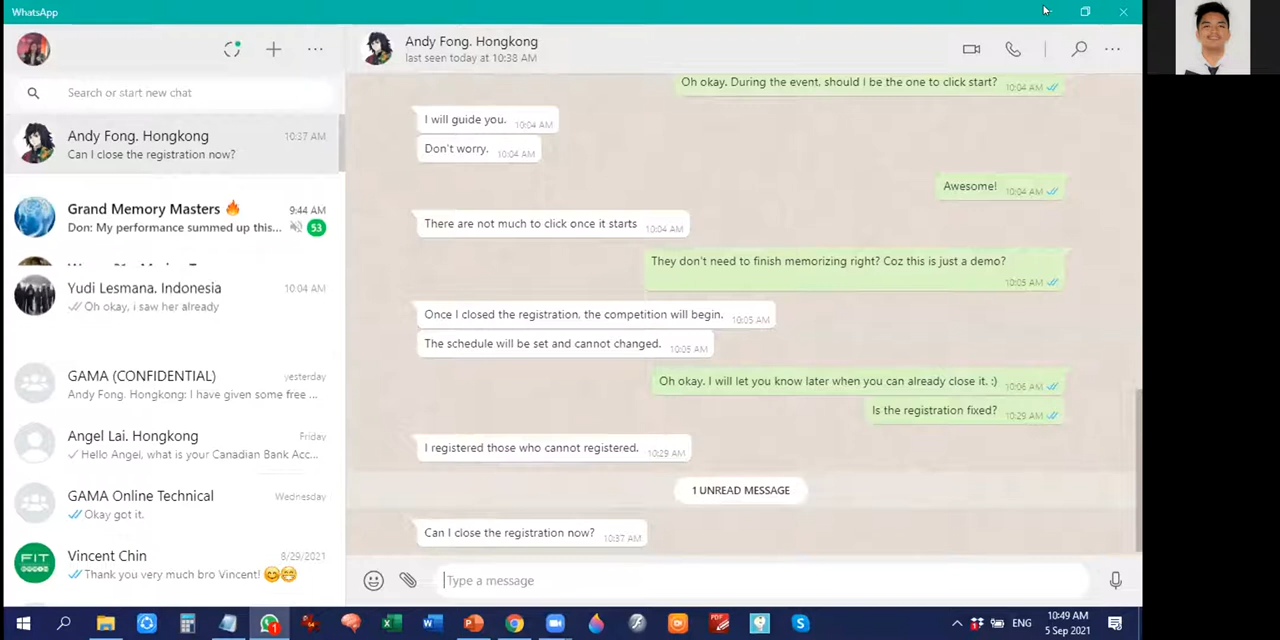 WhatsApp
Search or start new chat
Andy Fong. Hongkong
10:37 AM
Can I close the registration now?
Grand Memory Masters 🔥
9:44 AM
Don: My performance summed up this...
53
Yudi Lesmana. Indonesia
10:04 AM
Oh okay, i saw her already
GAMA (CONFIDENTIAL)
yesterday
Andy Fong. Hongkong: I have given some free ...
Angel Lai. Hongkong
Friday
Hello Angel, what is your Canadian Bank Acc...
GAMA Online Technical
Wednesday
Okay got it.
Vincent Chin
8/29/2021
Thank you very much bro Vincent! 😊😁
FIT
Andy Fong. Hongkong
last seen today at 10:38 AM
Oh okay. During the event, should I be the one to click start?
10:04 AM
I will guide you.
10:04 AM
Don't worry.
10:04 AM
Awesome!
10:04 AM
There are not much to click once it starts
10:04 AM
They don't need to finish memorizing right? Coz this is just a demo?
10:05 AM
Once I closed the registration, the competition will begin.
10:05 AM
The schedule will be set and cannot changed.
10:05 AM
Oh okay. I will let you know later when you can already close it. :)
10:06 AM
Is the registration fixed?
10:29 AM
I registered those who cannot registered.
10:29 AM
1 UNREAD MESSAGE
Can I close the registration now?
10:37 AM
Type a message
ENG
10:49 AM
5 Sep 2021